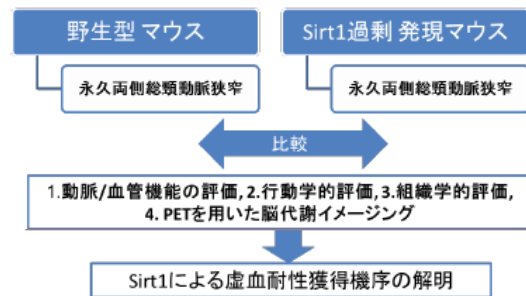 野生型 マウス
Sirt1過剰 発現マウス
永久両側総頸動脈狭窄
永久両側総頸動脈狭窄
比較
1.動脈/血管機能の評価, 2.行動学的評価, 3.組織学的評価,
4. PETを用いた脳代謝イメージング
Sirt1による虚血耐性獲得機序の解明